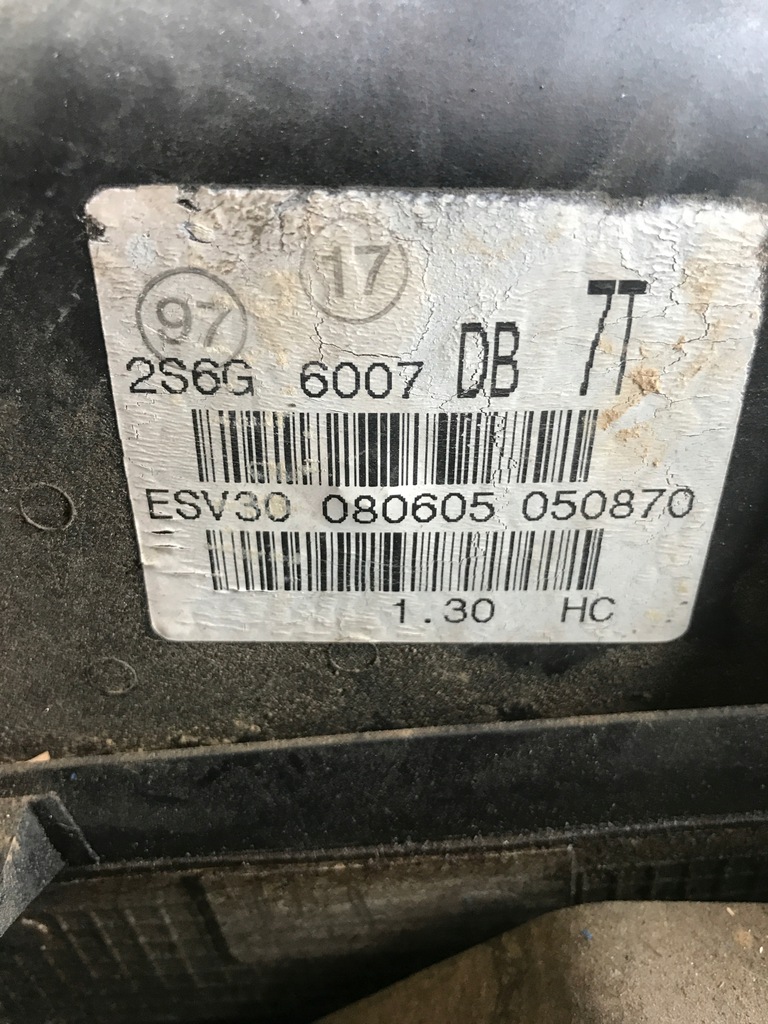 17
97
2S6G 6007 DB 7T
ESV30 080605 050870
1.30 HC